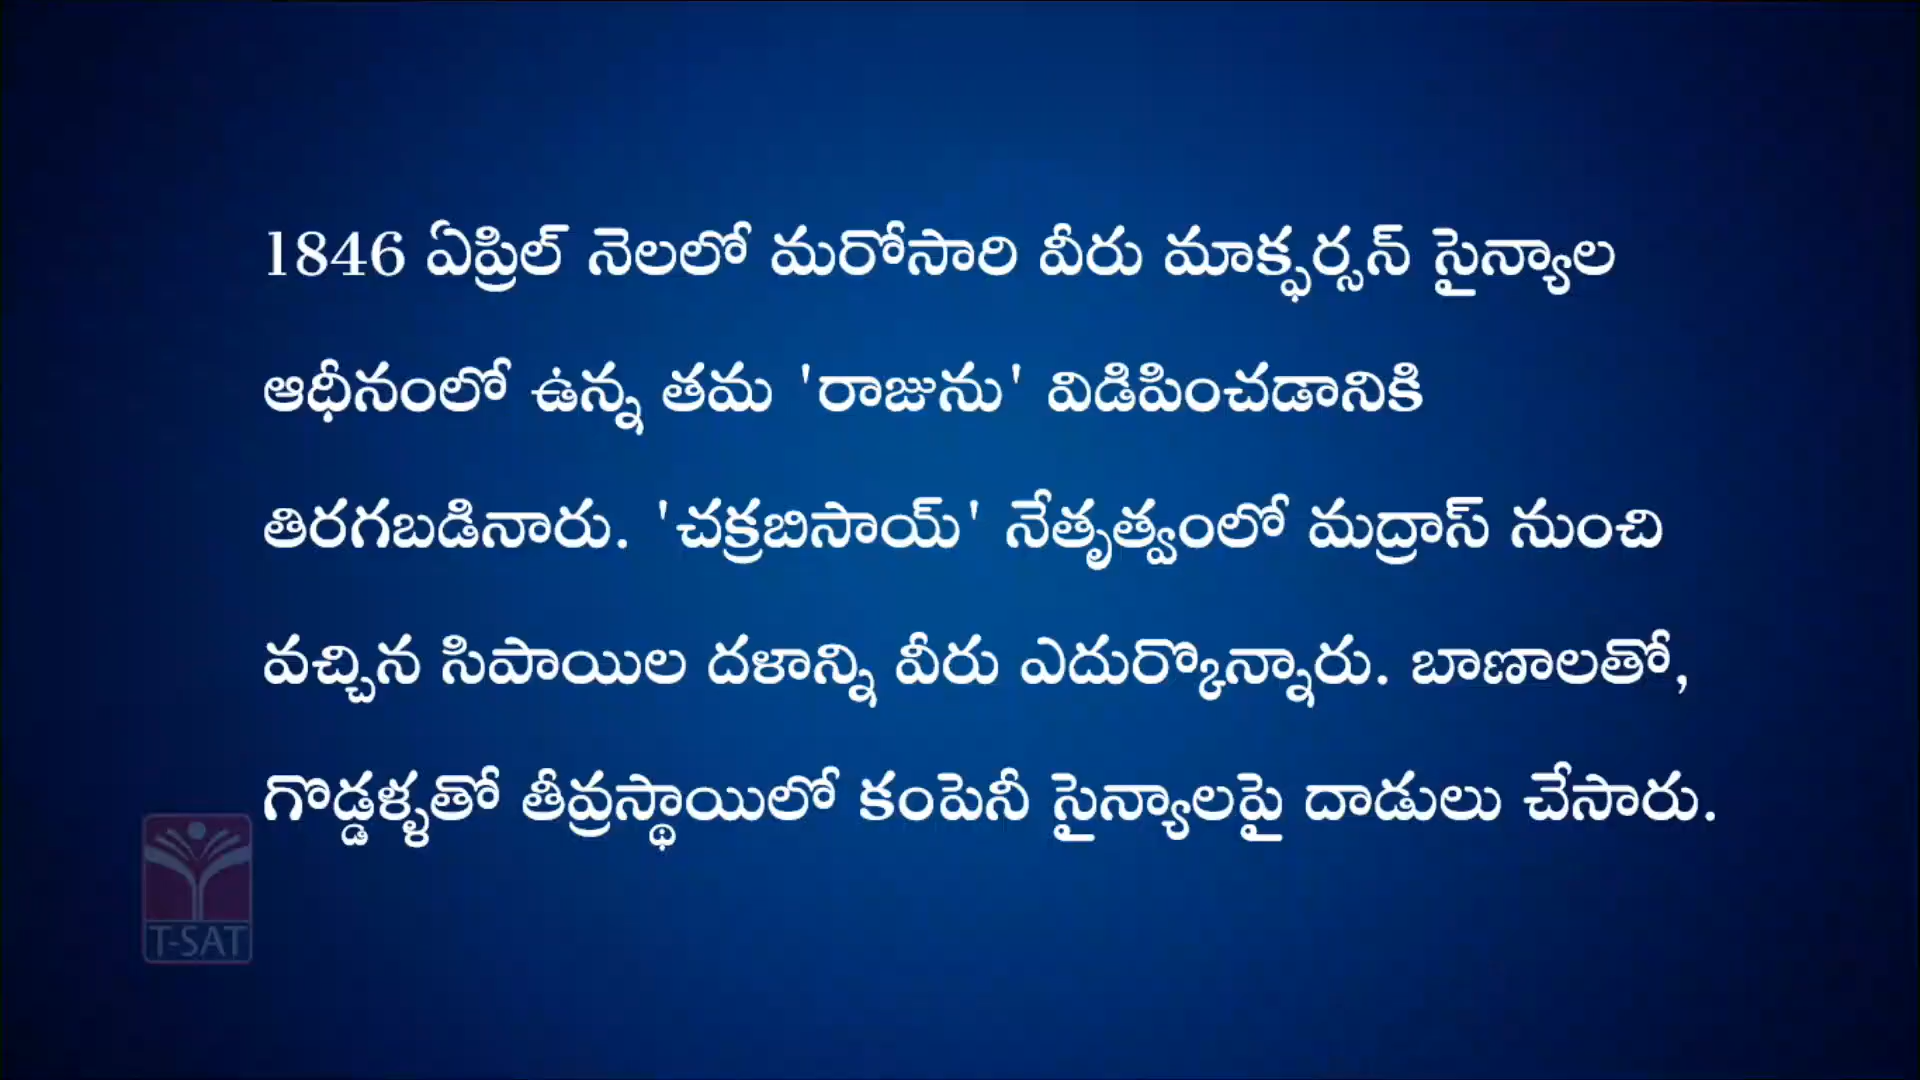 1846 ఏప్రిల్ నెలలో మరోసారి వీరు మాక్ఫర్సన్ సైన్యాల
ఆధీనంలో ఉన్న తమ 'రాజును' విడిపించడానికి
తిరగబడినారు. 'చక్రబిసాయ్' నేతృత్వంలో మద్రాస్ నుంచి
వచ్చిన సిపాయిల దళాన్ని వీరు ఎదుర్కొన్నారు. బాణాలతో,
గొడ్డళ్ళతో తీవ్రస్థాయిలో కంపెనీ సైన్యాలపై దాడులు చేసారు.
T-SAT